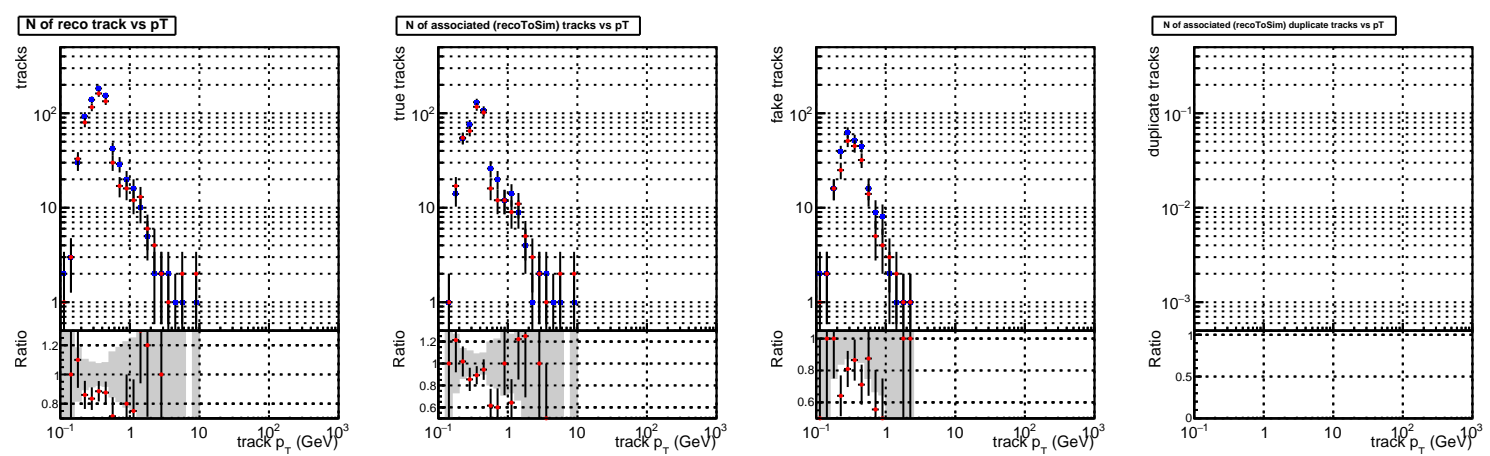 N of reco track vs pT
tracks
10²
10
1
Ratio
1.2
1
0.8
10⁻¹ 1 10 10² 10³
track p_T (GeV)
N of associated (recoToSim) tracks vs pT
true tracks
10²
10
1
Ratio
1.2
1
0.8
0.6
10⁻¹ 1 10 10² 10³
track p_T (GeV)
fake tracks
10²
10
1
Ratio
1
0.8
0.6
10⁻¹ 1 10 10² 10³
track p_T (GeV)
N of associated (recoToSim) duplicate tracks vs pT
duplicate tracks
10⁻¹
10⁻²
10⁻³
Ratio
1
0.5
0
10⁻¹ 1 10 10² 10³
track p_T (GeV)